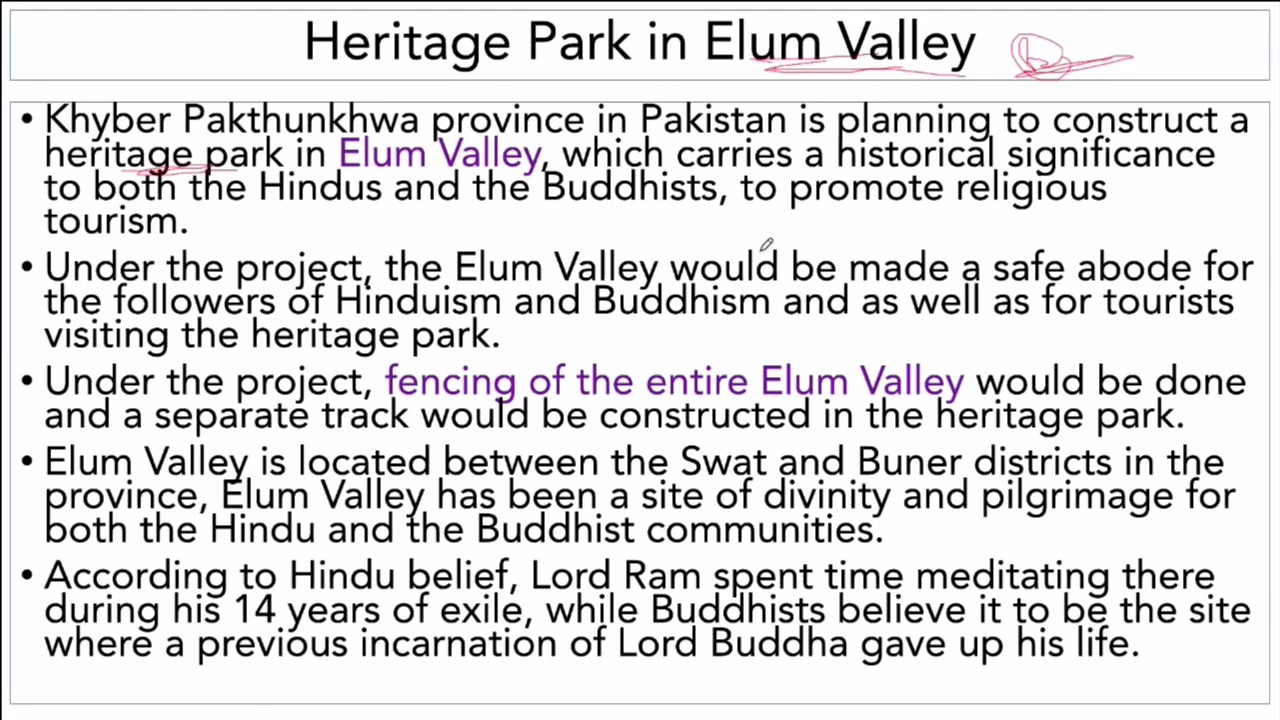 Heritage Park in Elum Valley
• Khyber Pakthunkhwa province in Pakistan is planning to construct a
heritage park in Elum Valley, which carries a historical significance
to both the Hindus and the Buddhists, to promote religious
tourism.
• Under the project, the Elum Valley would be made a safe abode for
the followers of Hinduism and Buddhism and as well as for tourists
visiting the heritage park.
• Under the project, fencing of the entire Elum Valley would be done
and a separate track would be constructed in the heritage park.
• Elum Valley is located between the Swat and Buner districts in the
province, Elum Valley has been a site of divinity and pilgrimage for
both the Hindu and the Buddhist communities.
• According to Hindu belief, Lord Ram spent time meditating there
during his 14 years of exile, while Buddhists believe it to be the site
where a previous incarnation of Lord Buddha gave up his life.